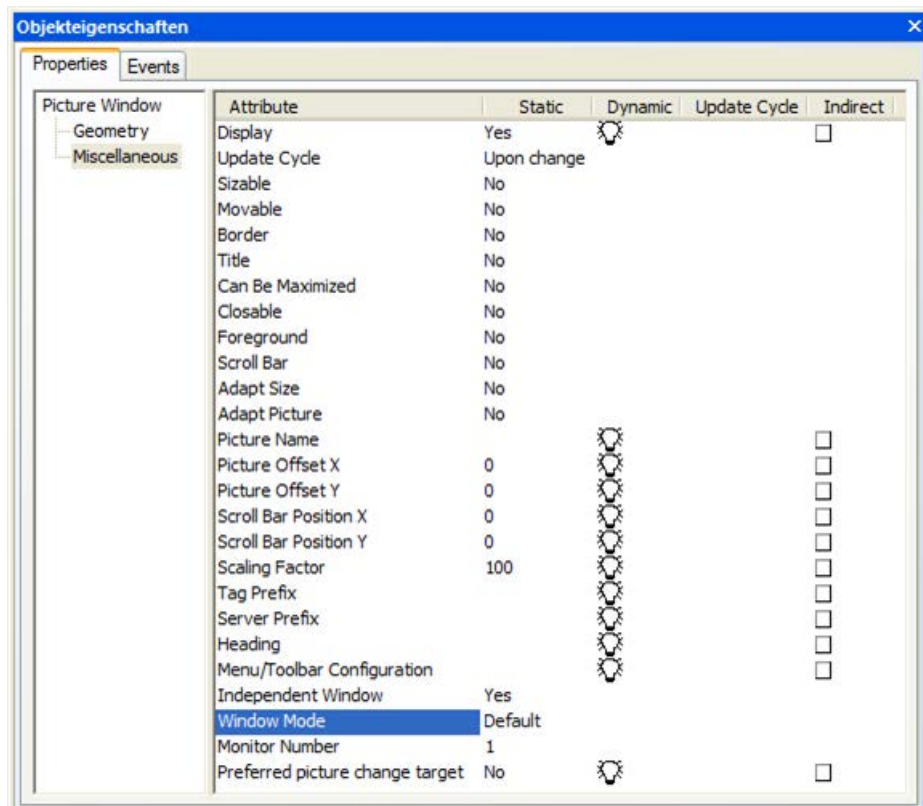 Objekteigenschaften
Properties Events
Picture Window
Geometry
Miscellaneous
Attribute Static Dynamic Update Cycle Indirect
Display Yes
Update Cycle Upon change
Sizable No
Movable No
Border No
Title No
Can Be Maximized No
Closable No
Foreground No
Scroll Bar No
Adapt Size No
Adapt Picture No
Picture Name
Picture Offset X 0
Picture Offset Y 0
Scroll Bar Position X 0
Scroll Bar Position Y 0
Scaling Factor 100
Tag Prefix
Server Prefix
Heading
Menu/Toolbar Configuration
Independent Window Yes
Window Mode Default
Monitor Number 1
Preferred picture change target No